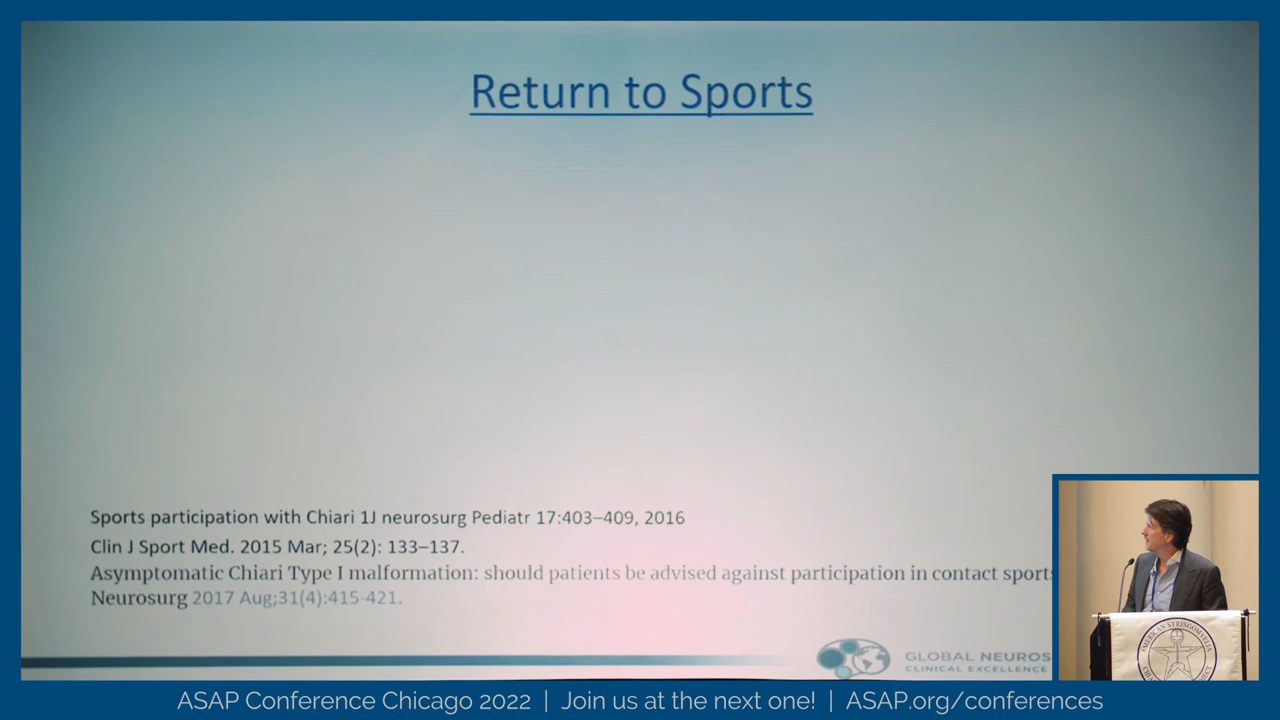 Return to Sports
Sports participation with Chiari 1J neurosurg Pediatr 17:403–409, 2016
Clin J Sport Med. 2015 Mar; 25(2): 133–137.
Asymptomatic Chiari Type I malformation: should patients be advised against participation in contact sports
Neurosurg 2017 Aug;31(4):415-421.
GLOBAL NEUROS
CLINICAL EXCELLENCE
AMERICAN SYRINGOMYELIA
ASAP Conference Chicago 2022 | Join us at the next one! | ASAP.org/conferences